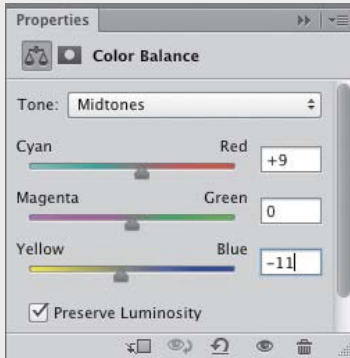 Properties
Color Balance
Tone: Midtones
Cyan Red +9
Magenta Green 0
Yellow Blue -11
Preserve Luminosity